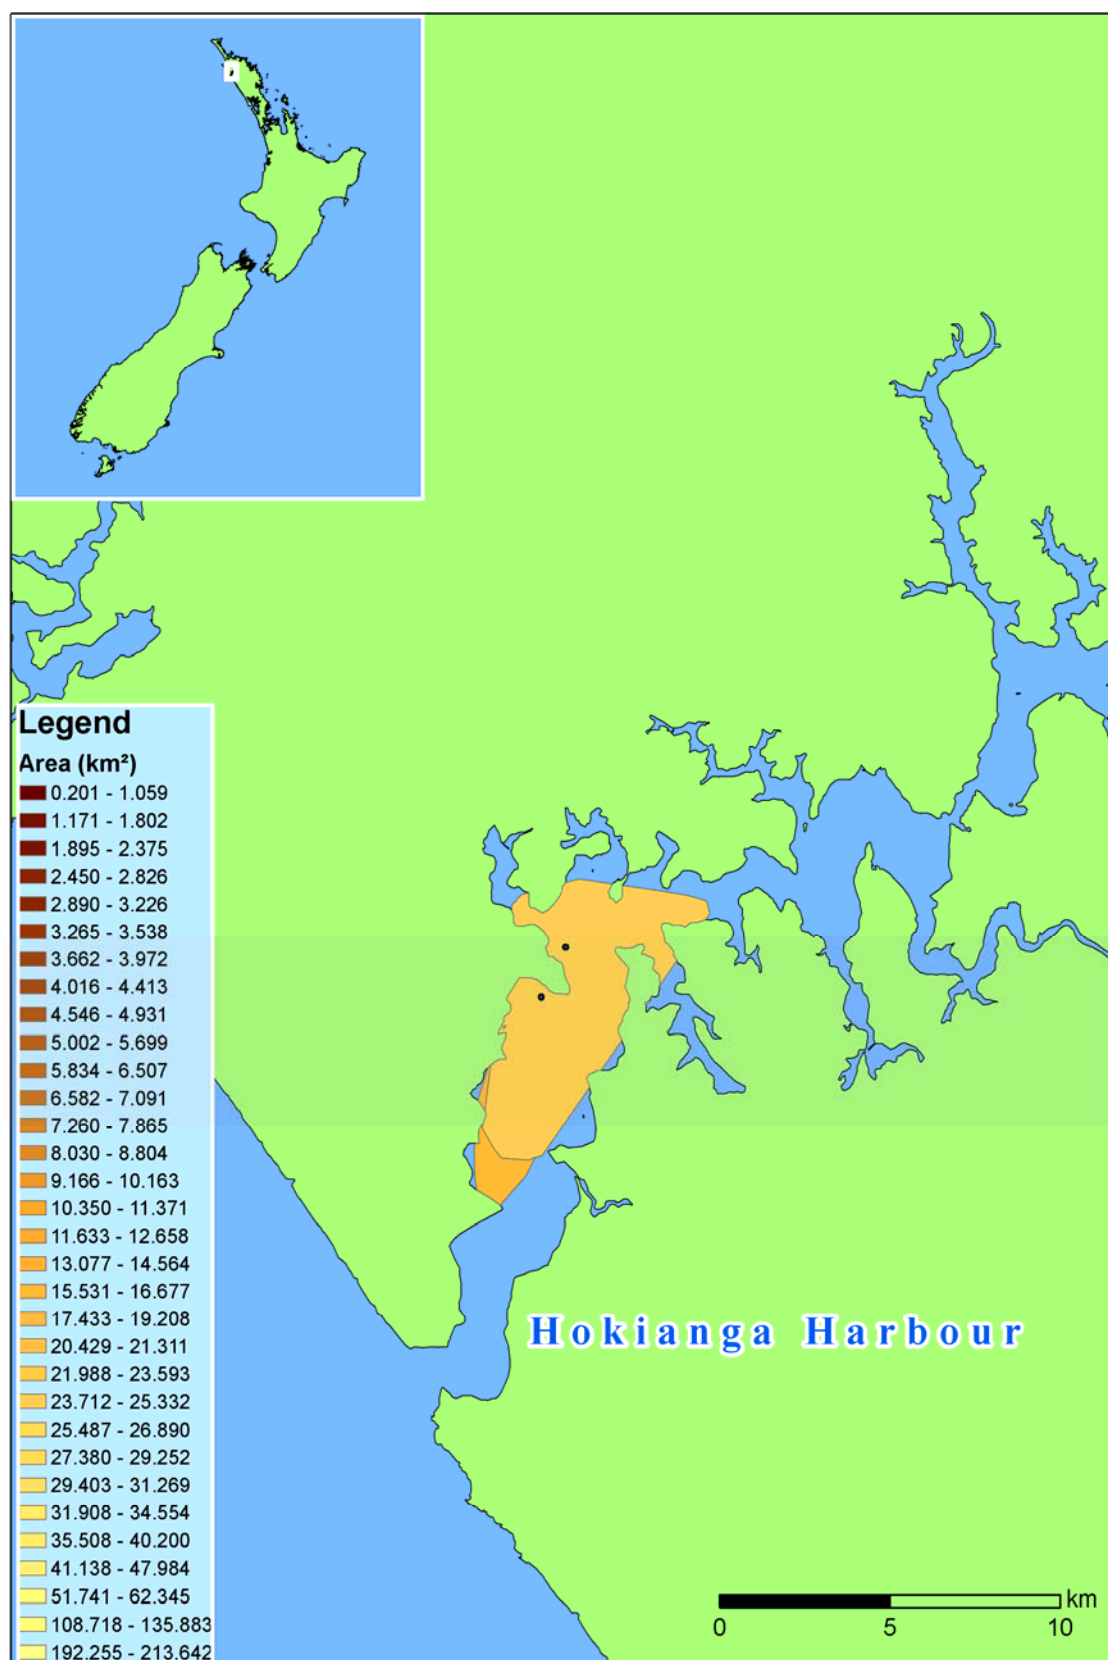 Legend
Area (km²)
0.201 - 1.059
1.171 - 1.802
1.895 - 2.375
2.450 - 2.826
2.890 - 3.226
3.265 - 3.538
3.662 - 3.972
4.016 - 4.413
4.546 - 4.931
5.002 - 5.699
5.834 - 6.507
6.582 - 7.091
7.260 - 7.865
8.030 - 8.804
9.166 - 10.163
10.350 - 11.371
11.633 - 12.658
13.077 - 14.564
15.531 - 16.677
17.433 - 19.208
20.429 - 21.311
21.988 - 23.593
23.712 - 25.332
25.487 - 26.890
27.380 - 29.252
29.403 - 31.269
31.908 - 34.554
35.508 - 40.200
41.138 - 47.984
51.741 - 62.345
108.718 - 135.883
192.255 - 213.642
Hokianga Harbour
km
0 5 10